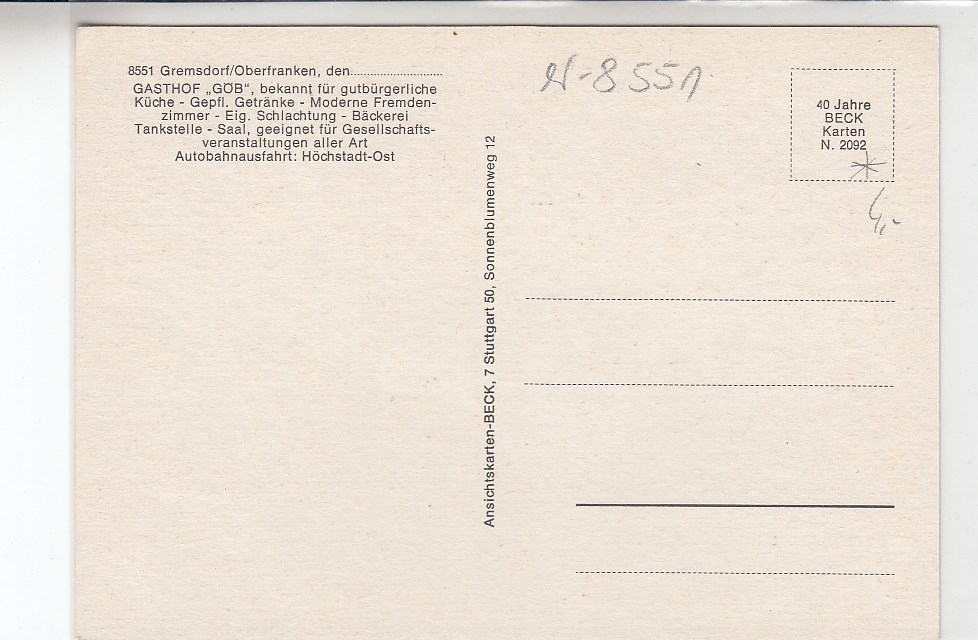 8551 Gremsdorf/Oberfranken, den............................
GASTHOF „GÖB“, bekannt für gutbürgerliche
Küche - Gepfl. Getränke - Moderne Fremden-
zimmer - Eig. Schlachtung - Bäckerei
Tankstelle - Saal, geeignet für Gesellschafts-
veranstaltungen aller Art
Autobahnausfahrt: Höchstadt-Ost
Ansichtskarten-BECK, 7 Stuttgart 50, Sonnenblumenweg 12
-8551
40 Jahre
BECK
Karten
N. 2092